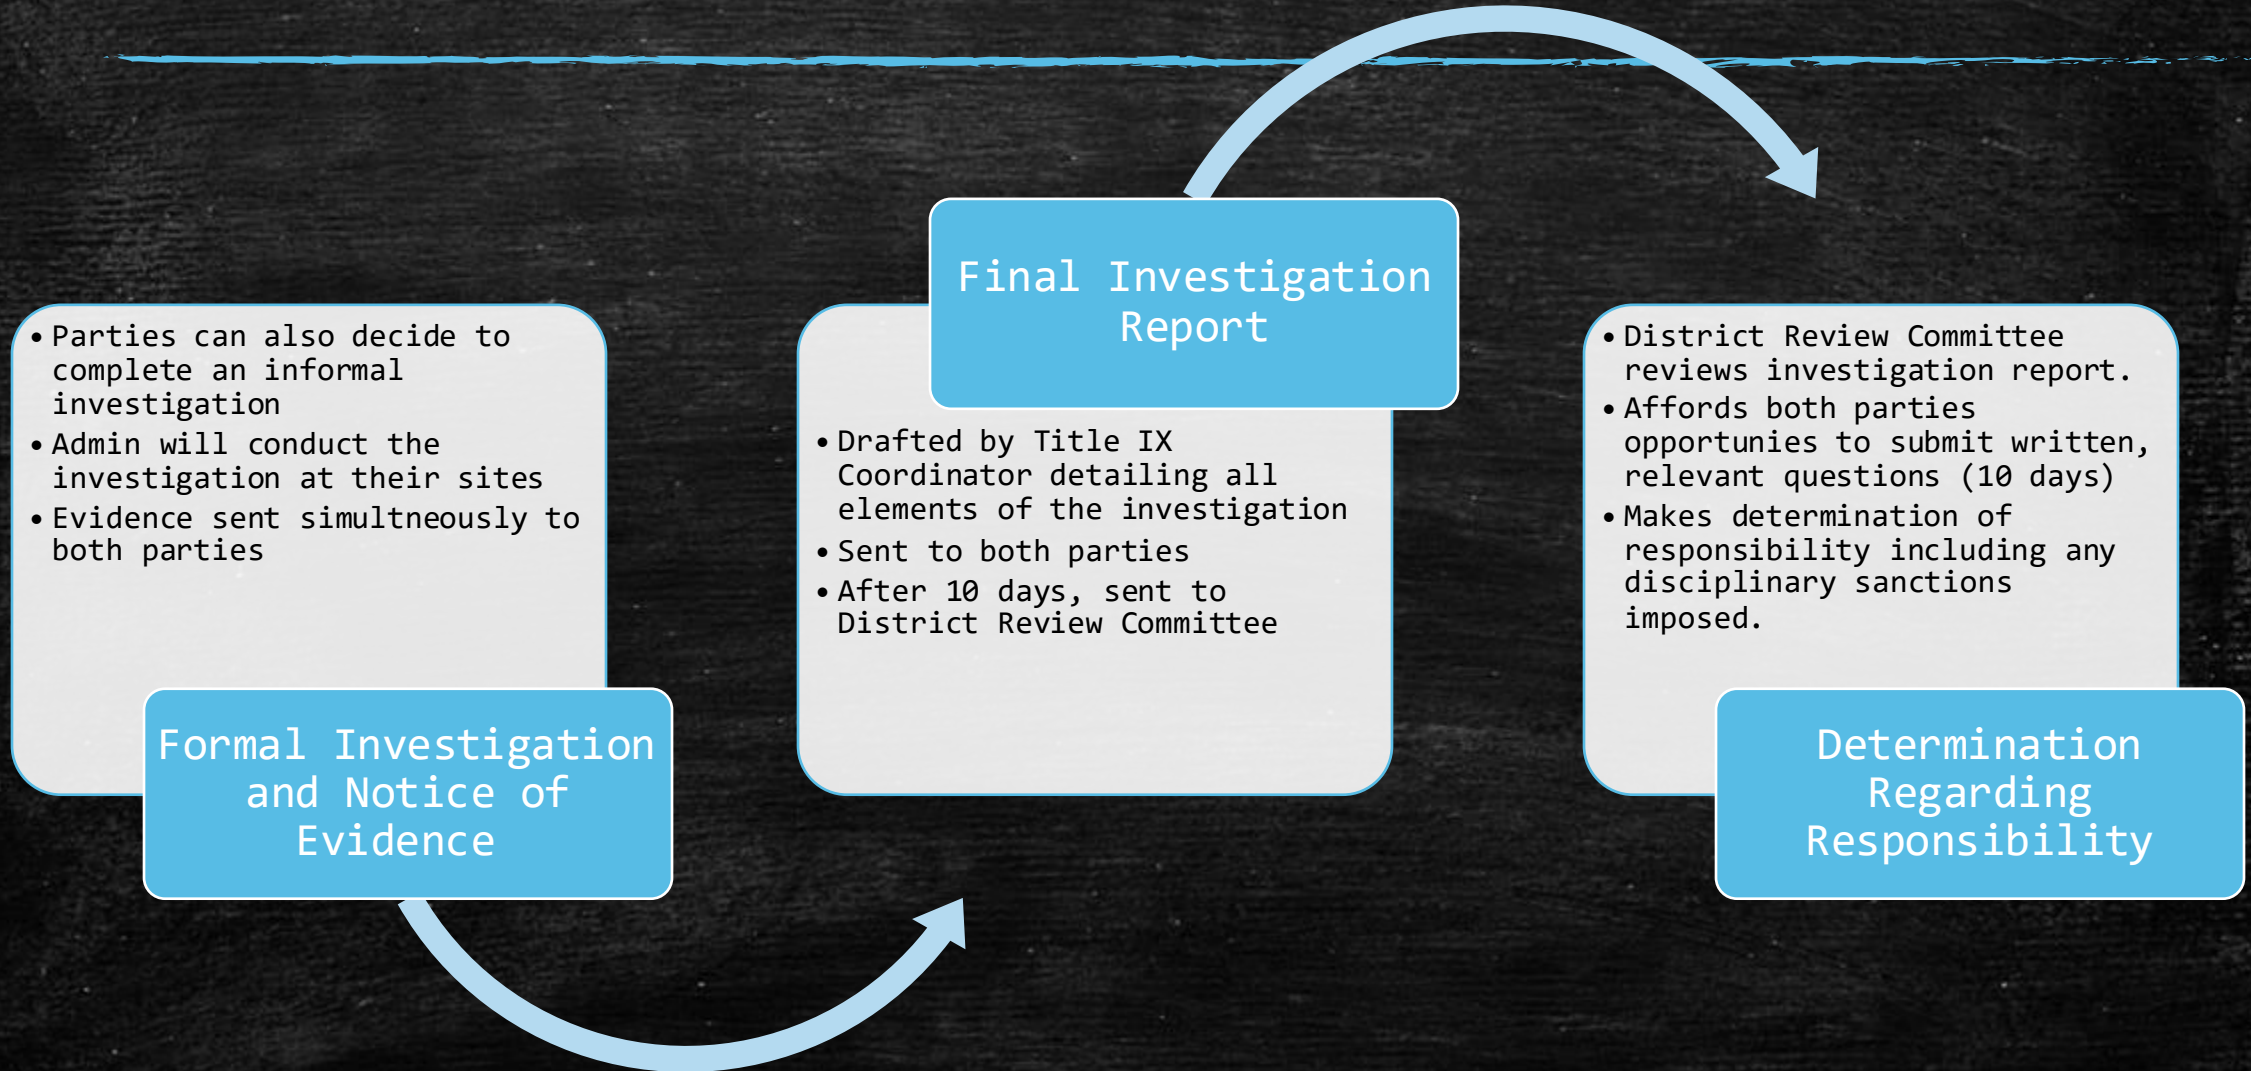 • Parties can also decide to
complete an informal
investigation
• Admin will conduct the
investigation at their sites
• Evidence sent simultneously to
both parties
Formal Investigation
and Notice of
Evidence
Final Investigation
Report
• Drafted by Title IX
Coordinator detailing all
elements of the investigation
• Sent to both parties
• After 10 days, sent to
District Review Committee
• District Review Committee
reviews investigation report.
• Affords both parties
opportunies to submit written,
relevant questions (10 days)
• Makes determination of
responsibility including any
disciplinary sanctions
imposed.
Determination
Regarding
Responsibility